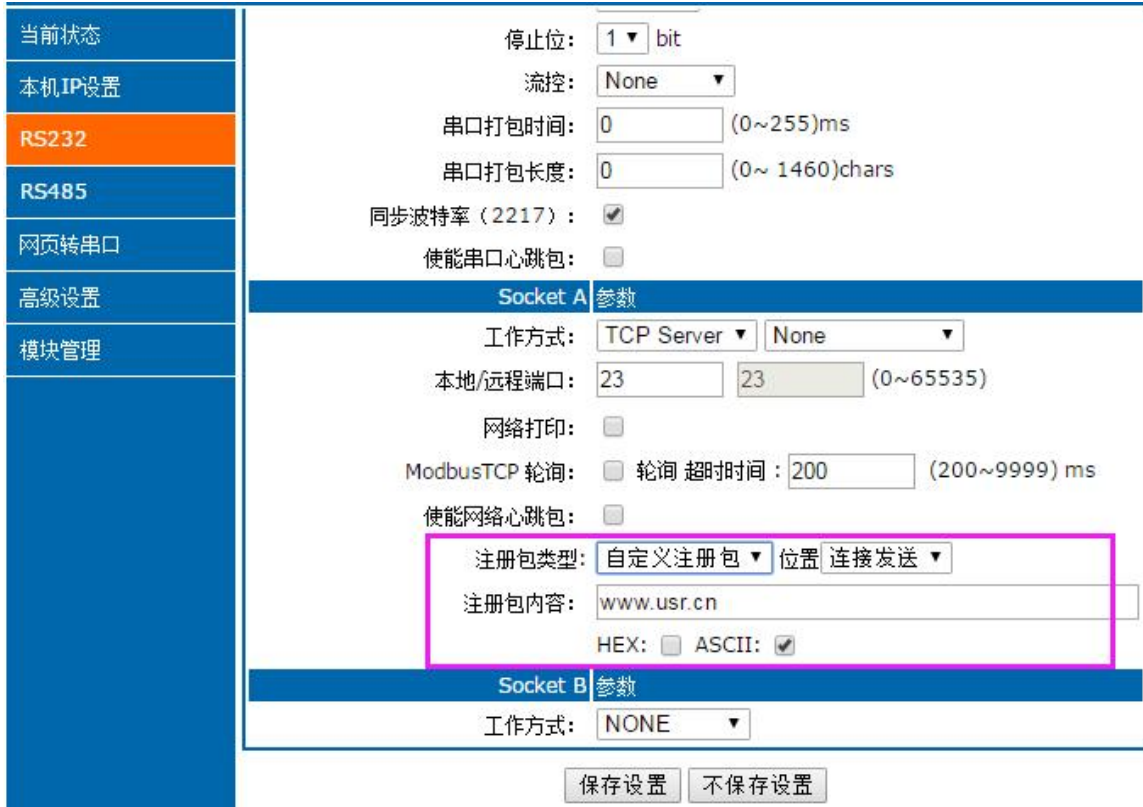 当前状态
本机IP设置
RS232
RS485
网页转串口
高级设置
模块管理
停止位: 1 bit
流控: None
串口打包时间: 0 (0~255)ms
串口打包长度: 0 (0~ 1460)chars
同步波特率（2217）:
使能串口心跳包:
Socket A 参数
工作方式: TCP Server None
本地/远程端口: 23 23 (0~65535)
网络打印:
ModbusTCP 轮询: 轮询 超时时间 : 200 (200~9999) ms
使能网络心跳包:
注册包类型: 自定义注册包 位置 连接发送
注册包内容: www.usr.cn
HEX: ASCII:
Socket B 参数
工作方式: NONE
保存设置 不保存设置